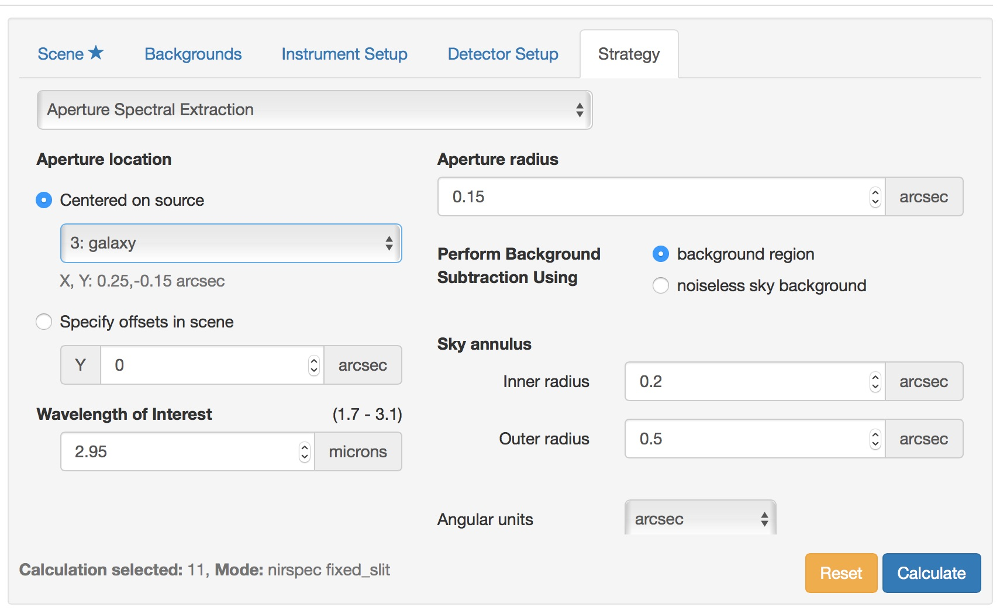 Scene ★ Backgrounds Instrument Setup Detector Setup Strategy
Aperture Spectral Extraction
Aperture location
Centered on source
3: galaxy
X, Y: 0.25,-0.15 arcsec
Specify offsets in scene
Y 0 arcsec
Wavelength of Interest (1.7 - 3.1)
2.95 microns
Aperture radius
0.15 arcsec
Perform Background
Subtraction Using
background region
noiseless sky background
Sky annulus
Inner radius 0.2 arcsec
Outer radius 0.5 arcsec
Angular units arcsec
Calculation selected: 11, Mode: nirspec fixed_slit
Reset Calculate